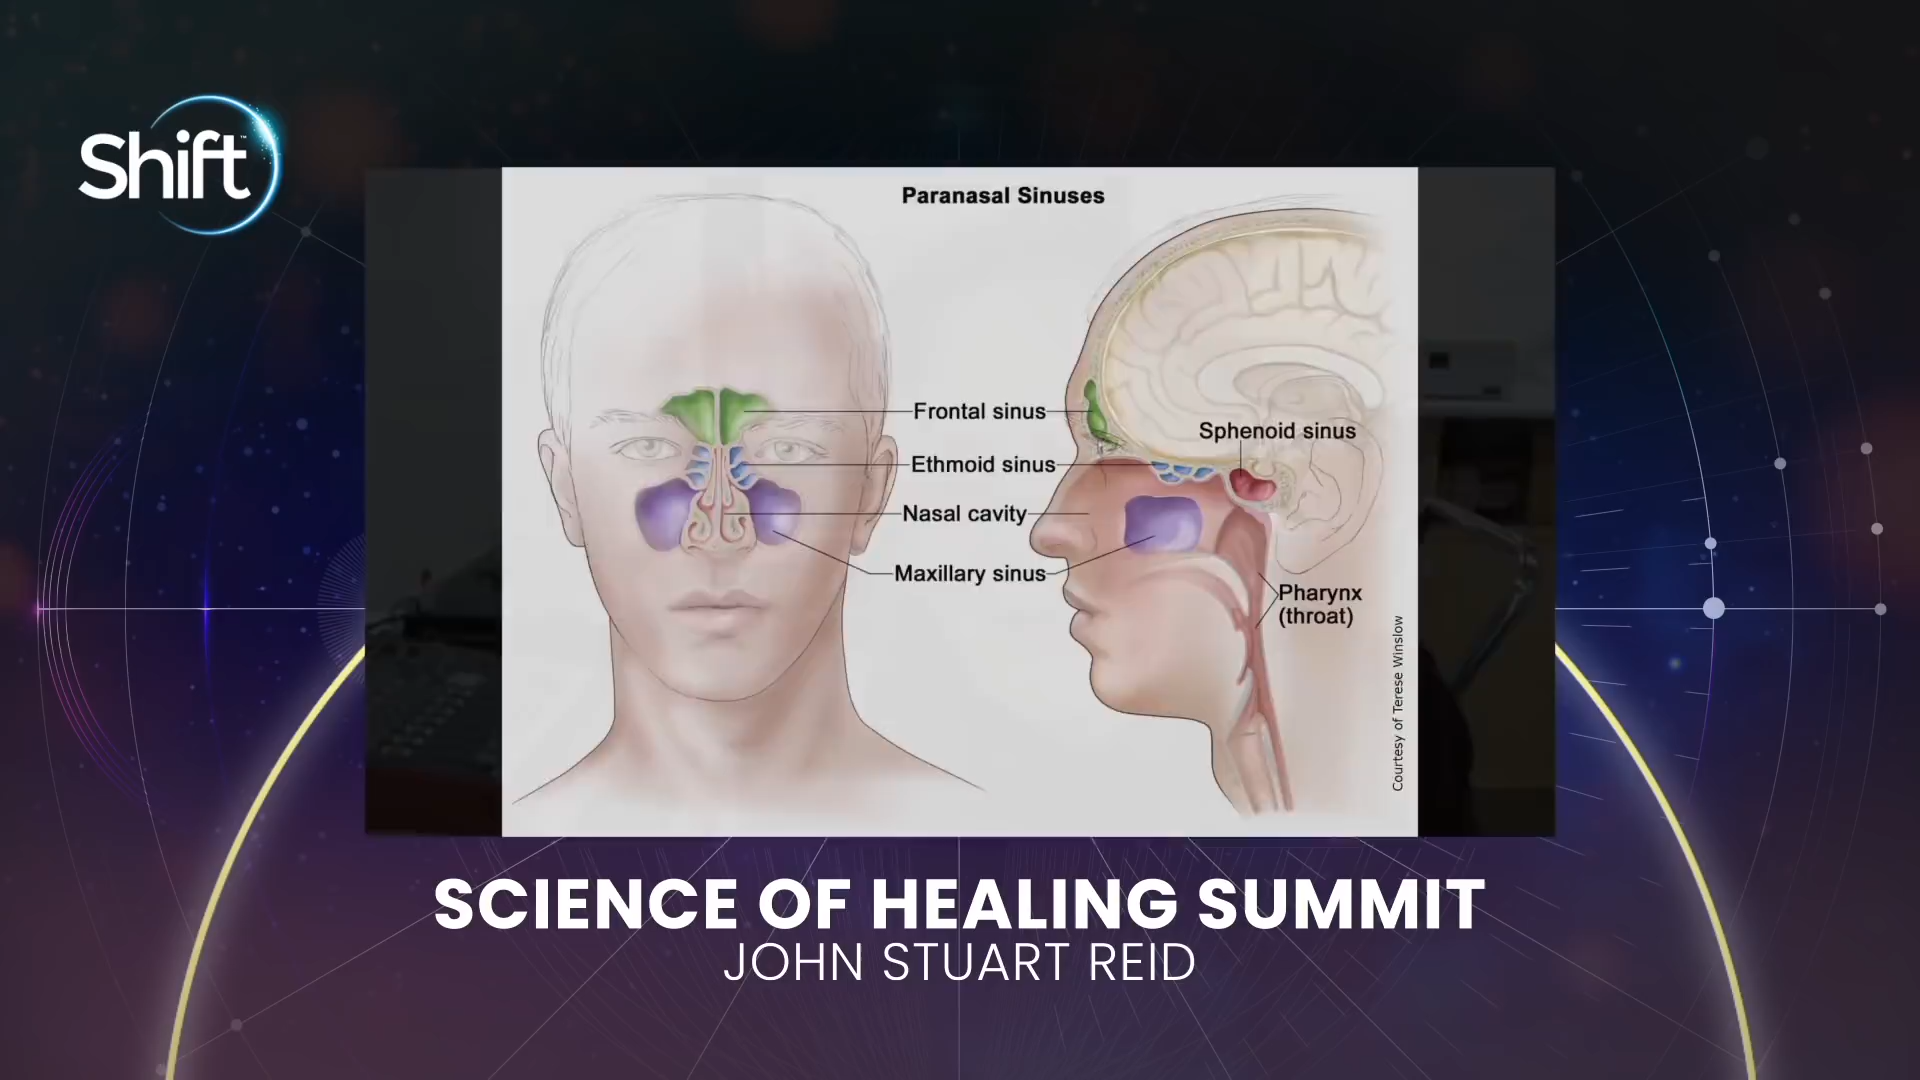 Shift™
Paranasal Sinuses
Frontal sinus
Sphenoid sinus
Ethmoid sinus
Nasal cavity
Maxillary sinus
Pharynx
(throat)
Courtesy of Terese Winslow
SCIENCE OF HEALING SUMMIT
JOHN STUART REID